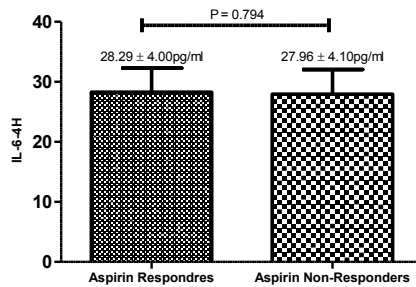 P = 0.794
28.29 ± 4.00pg/ml
27.96 ± 4.10pg/ml
40
30
20
10
0
IL-6-4H
Aspirin Respondres
Aspirin Non-Responders